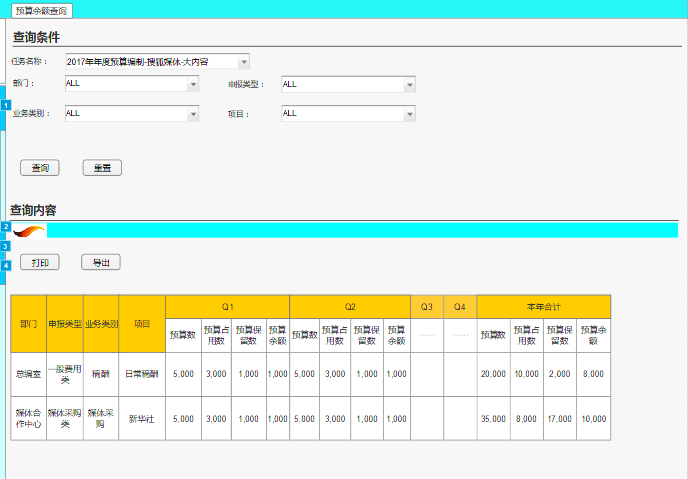 预算余额查询
查询条件
任务名称： 2017年年度预算编制-搜狐媒体-大内容
部门： ALL 申报类型： ALL
1
业务类别： ALL 项目： ALL
查询 重置
查询内容
2
3
4
打印 导出
部门 申报类型 业务类别 项目 Q1 Q2 Q3 Q4 本年合计
预算数 预算占用数 预算保留数 预算余额 预算数 预算占用数 预算保留数 预算余额 …… …… 预算数 预算占用数 预算保留数 预算余额
总编室 一般费用类 稿酬 日常稿酬 5,000 3,000 1,000 1,000 5,000 3,000 1,000 1,000 20,000 10,000 2,000 8,000
媒体合作中心 媒体采购类 媒体采购 新华社 5,000 3,000 1,000 1,000 5,000 3,000 1,000 1,000 35,000 8,000 17,000 10,000